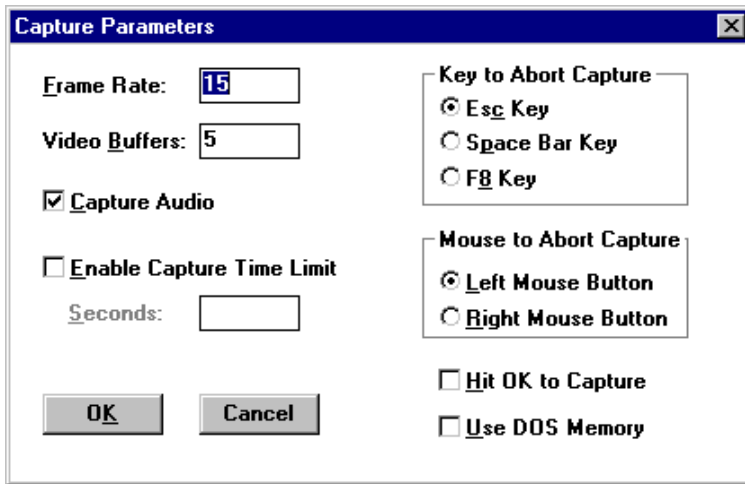 Capture Parameters
Frame Rate: 15
Video Buffers: 5
Capture Audio
Enable Capture Time Limit
Seconds:
OK Cancel
Key to Abort Capture
Esc Key
Space Bar Key
F8 Key
Mouse to Abort Capture
Left Mouse Button
Right Mouse Button
Hit OK to Capture
Use DOS Memory